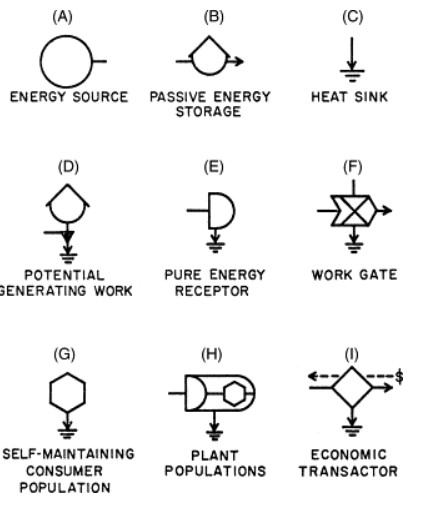 (A) (B) (C)
ENERGY SOURCE PASSIVE ENERGY HEAT SINK
STORAGE
(D) (E) (F)
POTENTIAL PURE ENERGY WORK GATE
GENERATING WORK RECEPTOR
(G) (H) (I)
$
SELF-MAINTAINING PLANT ECONOMIC
CONSUMER POPULATIONS TRANSACTOR
POPULATION